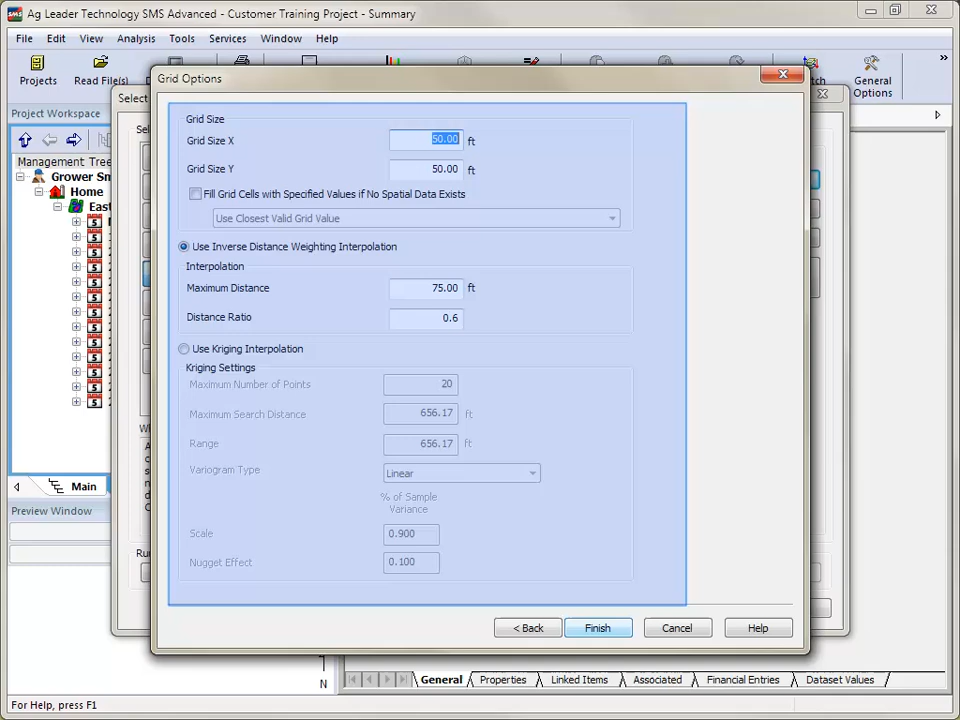 Ag Leader Technology SMS Advanced - Customer Training Project - Summary
File Edit View Analysis Tools Services Window Help
Projects Read File(s) General Options
Grid Options
Select
Project Workspace
Management Tree
Grower Sm
Home
East
Grid Size
Grid Size X 50.00 ft
Grid Size Y 50.00 ft
Fill Grid Cells with Specified Values if No Spatial Data Exists
Use Closest Valid Grid Value
Use Inverse Distance Weighting Interpolation
Interpolation
Maximum Distance 75.00 ft
Distance Ratio 0.6
Use Kriging Interpolation
Kriging Settings
Maximum Number of Points 20
Maximum Search Distance 656.17 ft
Range 656.17 ft
Variogram Type Linear
% of Sample
Variance
Scale 0.900
Nugget Effect 0.100
Main
Preview Window
< Back Finish Cancel Help
N
General Properties Linked Items Associated Financial Entries Dataset Values
For Help, press F1